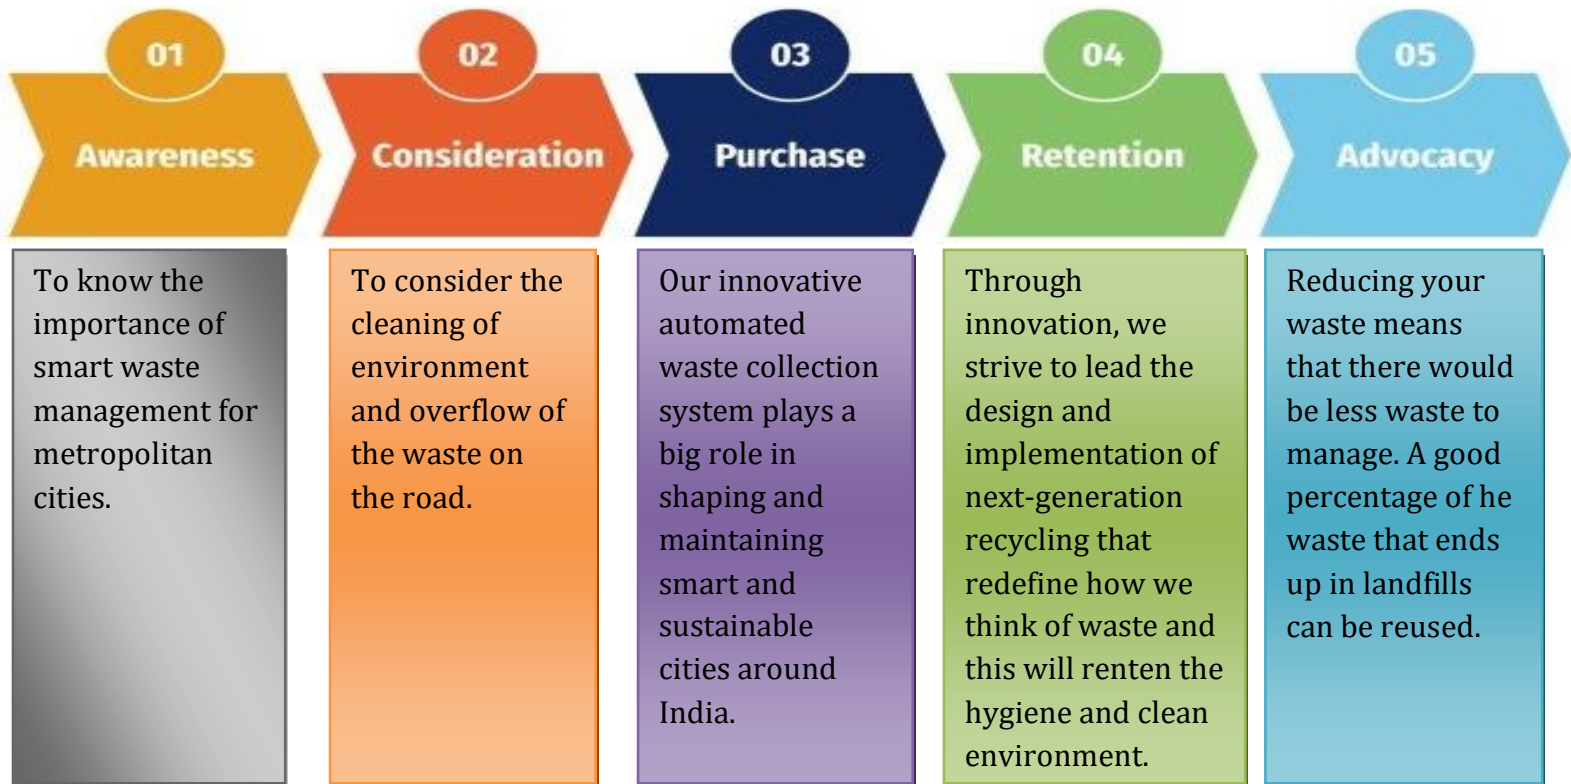 01
Awareness
02
Consideration
03
Purchase
04
Retention
05
Advocacy
To know the
importance of
smart waste
management for
metropolitan
cities.
To consider the
cleaning of
environment
and overflow of
the waste on
the road.
Our innovative
automated
waste collection
system plays a
big role in
shaping and
maintaining
smart and
sustainable
cities around
India.
Through
innovation, we
strive to lead the
design and
implementation of
next-generation
recycling that
redefine how we
think of waste and
this will renten the
hygiene and clean
environment.
Reducing your
waste means
that there would
be less waste to
manage. A good
percentage of he
waste that ends
up in landfills
can be reused.